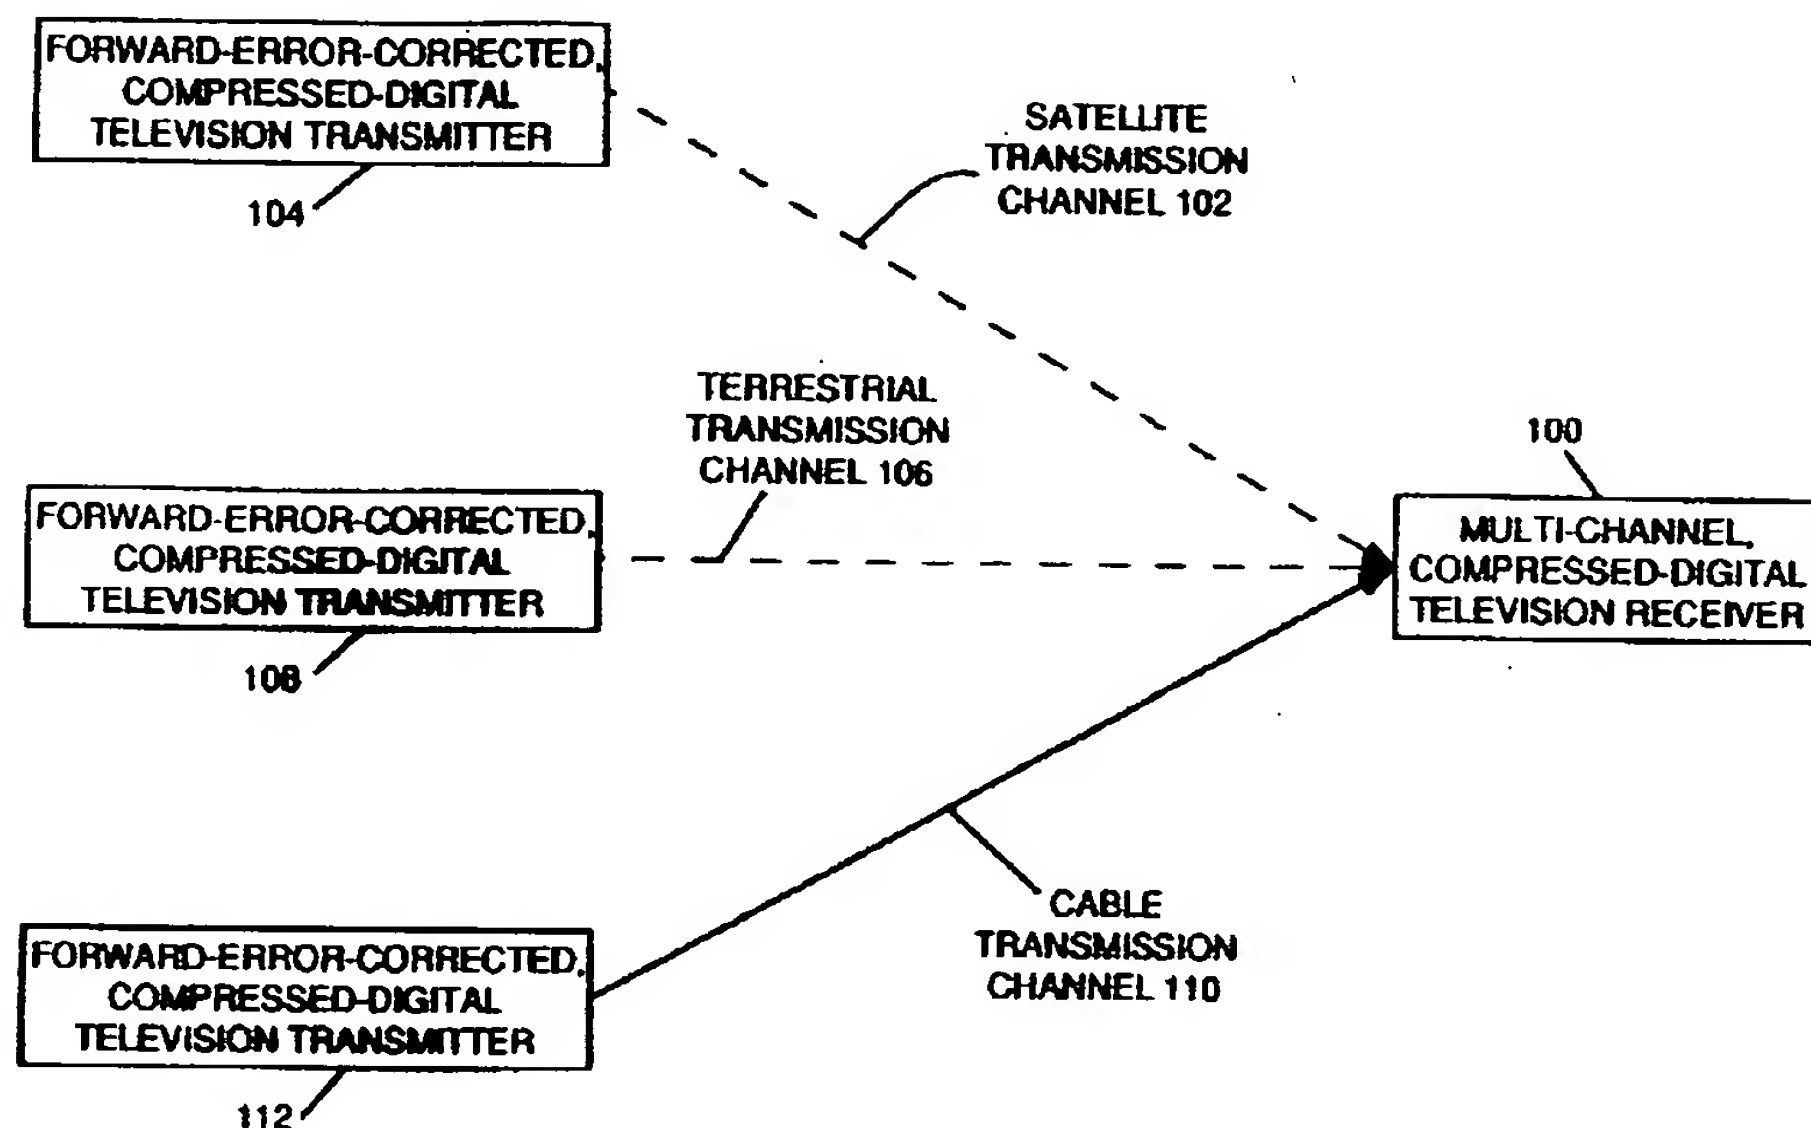 FORWARD-ERROR-CORRECTED,
COMPRESSED-DIGITAL
TELEVISION TRANSMITTER
104
SATELLITE
TRANSMISSION
CHANNEL 102
TERRESTRIAL
TRANSMISSION
CHANNEL 106
FORWARD-ERROR-CORRECTED,
COMPRESSED-DIGITAL
TELEVISION TRANSMITTER
108
100
MULTI-CHANNEL,
COMPRESSED-DIGITAL
TELEVISION RECEIVER
CABLE
TRANSMISSION
CHANNEL 110
FORWARD-ERROR-CORRECTED,
COMPRESSED-DIGITAL
TELEVISION TRANSMITTER
112